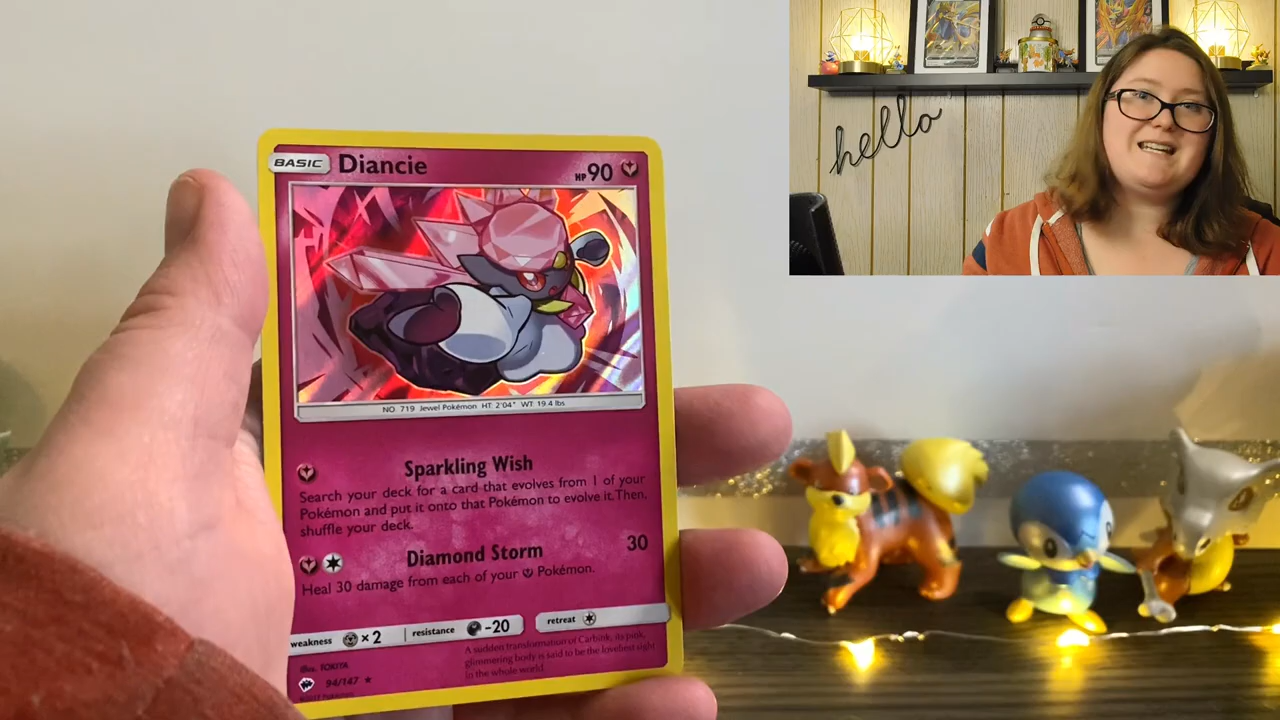 hello
BASIC Diancie HP 90
NO 719 Jewel Pokémon HT: 2'04" WT: 19.4 lbs
Sparkling Wish
Search your deck for a card that evolves from 1 of your
Pokémon and put it onto that Pokémon to evolve it. Then,
shuffle your deck.
Diamond Storm 30
Heal 30 damage from each of your Pokémon.
weakness ×2 resistance -20 retreat
A sudden transformation of Carbink, its pink,
glimmering body is said to be the loveliest sight
in the whole world.
illus. TOKIYA
94/147